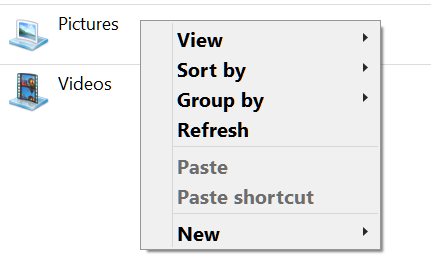 Pictures
Videos
View
Sort by
Group by
Refresh
Paste
Paste shortcut
New